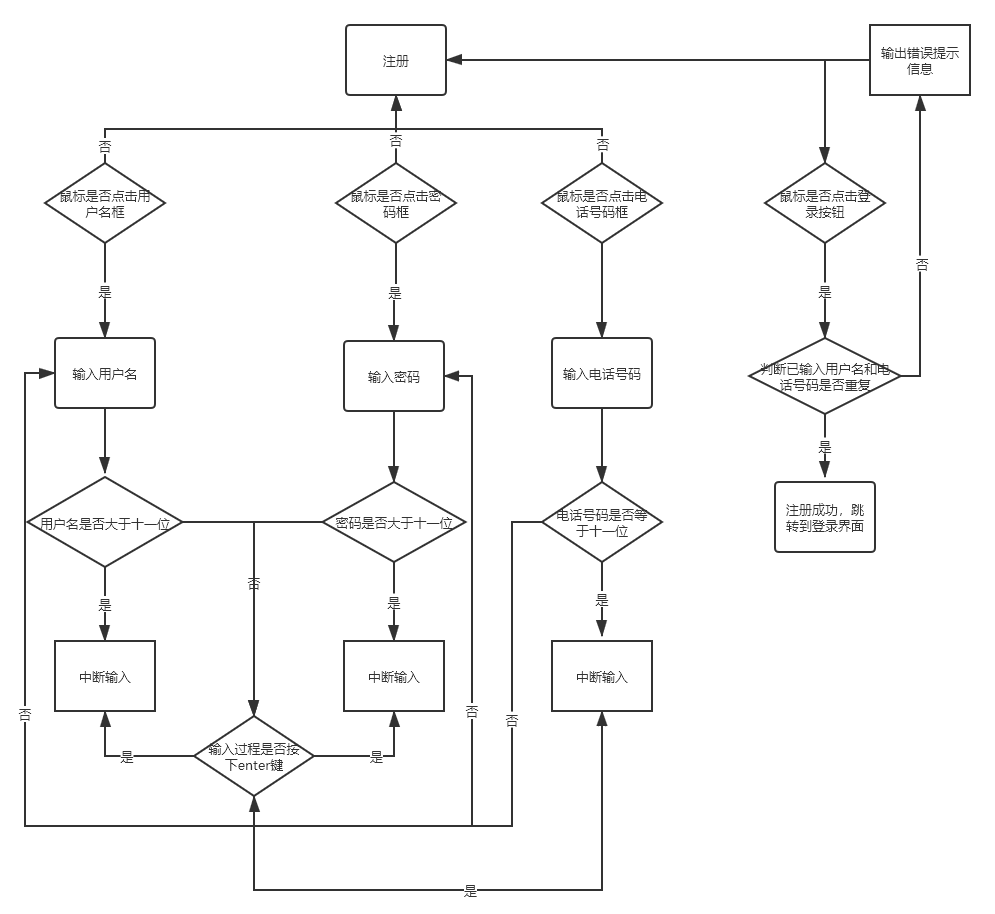 注册
输出错误提示
信息
否
否
否
鼠标是否点击用
户名框
鼠标是否点击密
码框
鼠标是否点击电
话号码框
鼠标是否点击登
录按钮
否
是
是
是
输入用户名
输入密码
输入电话号码
判断已输入用户名和电
话号码是否重复
是
用户名是否大于十一位
密码是否大于十一位
电话号码是否等
于十一位
注册成功，跳
转到登录界面
否
是
是
是
中断输入
中断输入
中断输入
否
否
否
输入过程是否按
下enter键
是
是
是